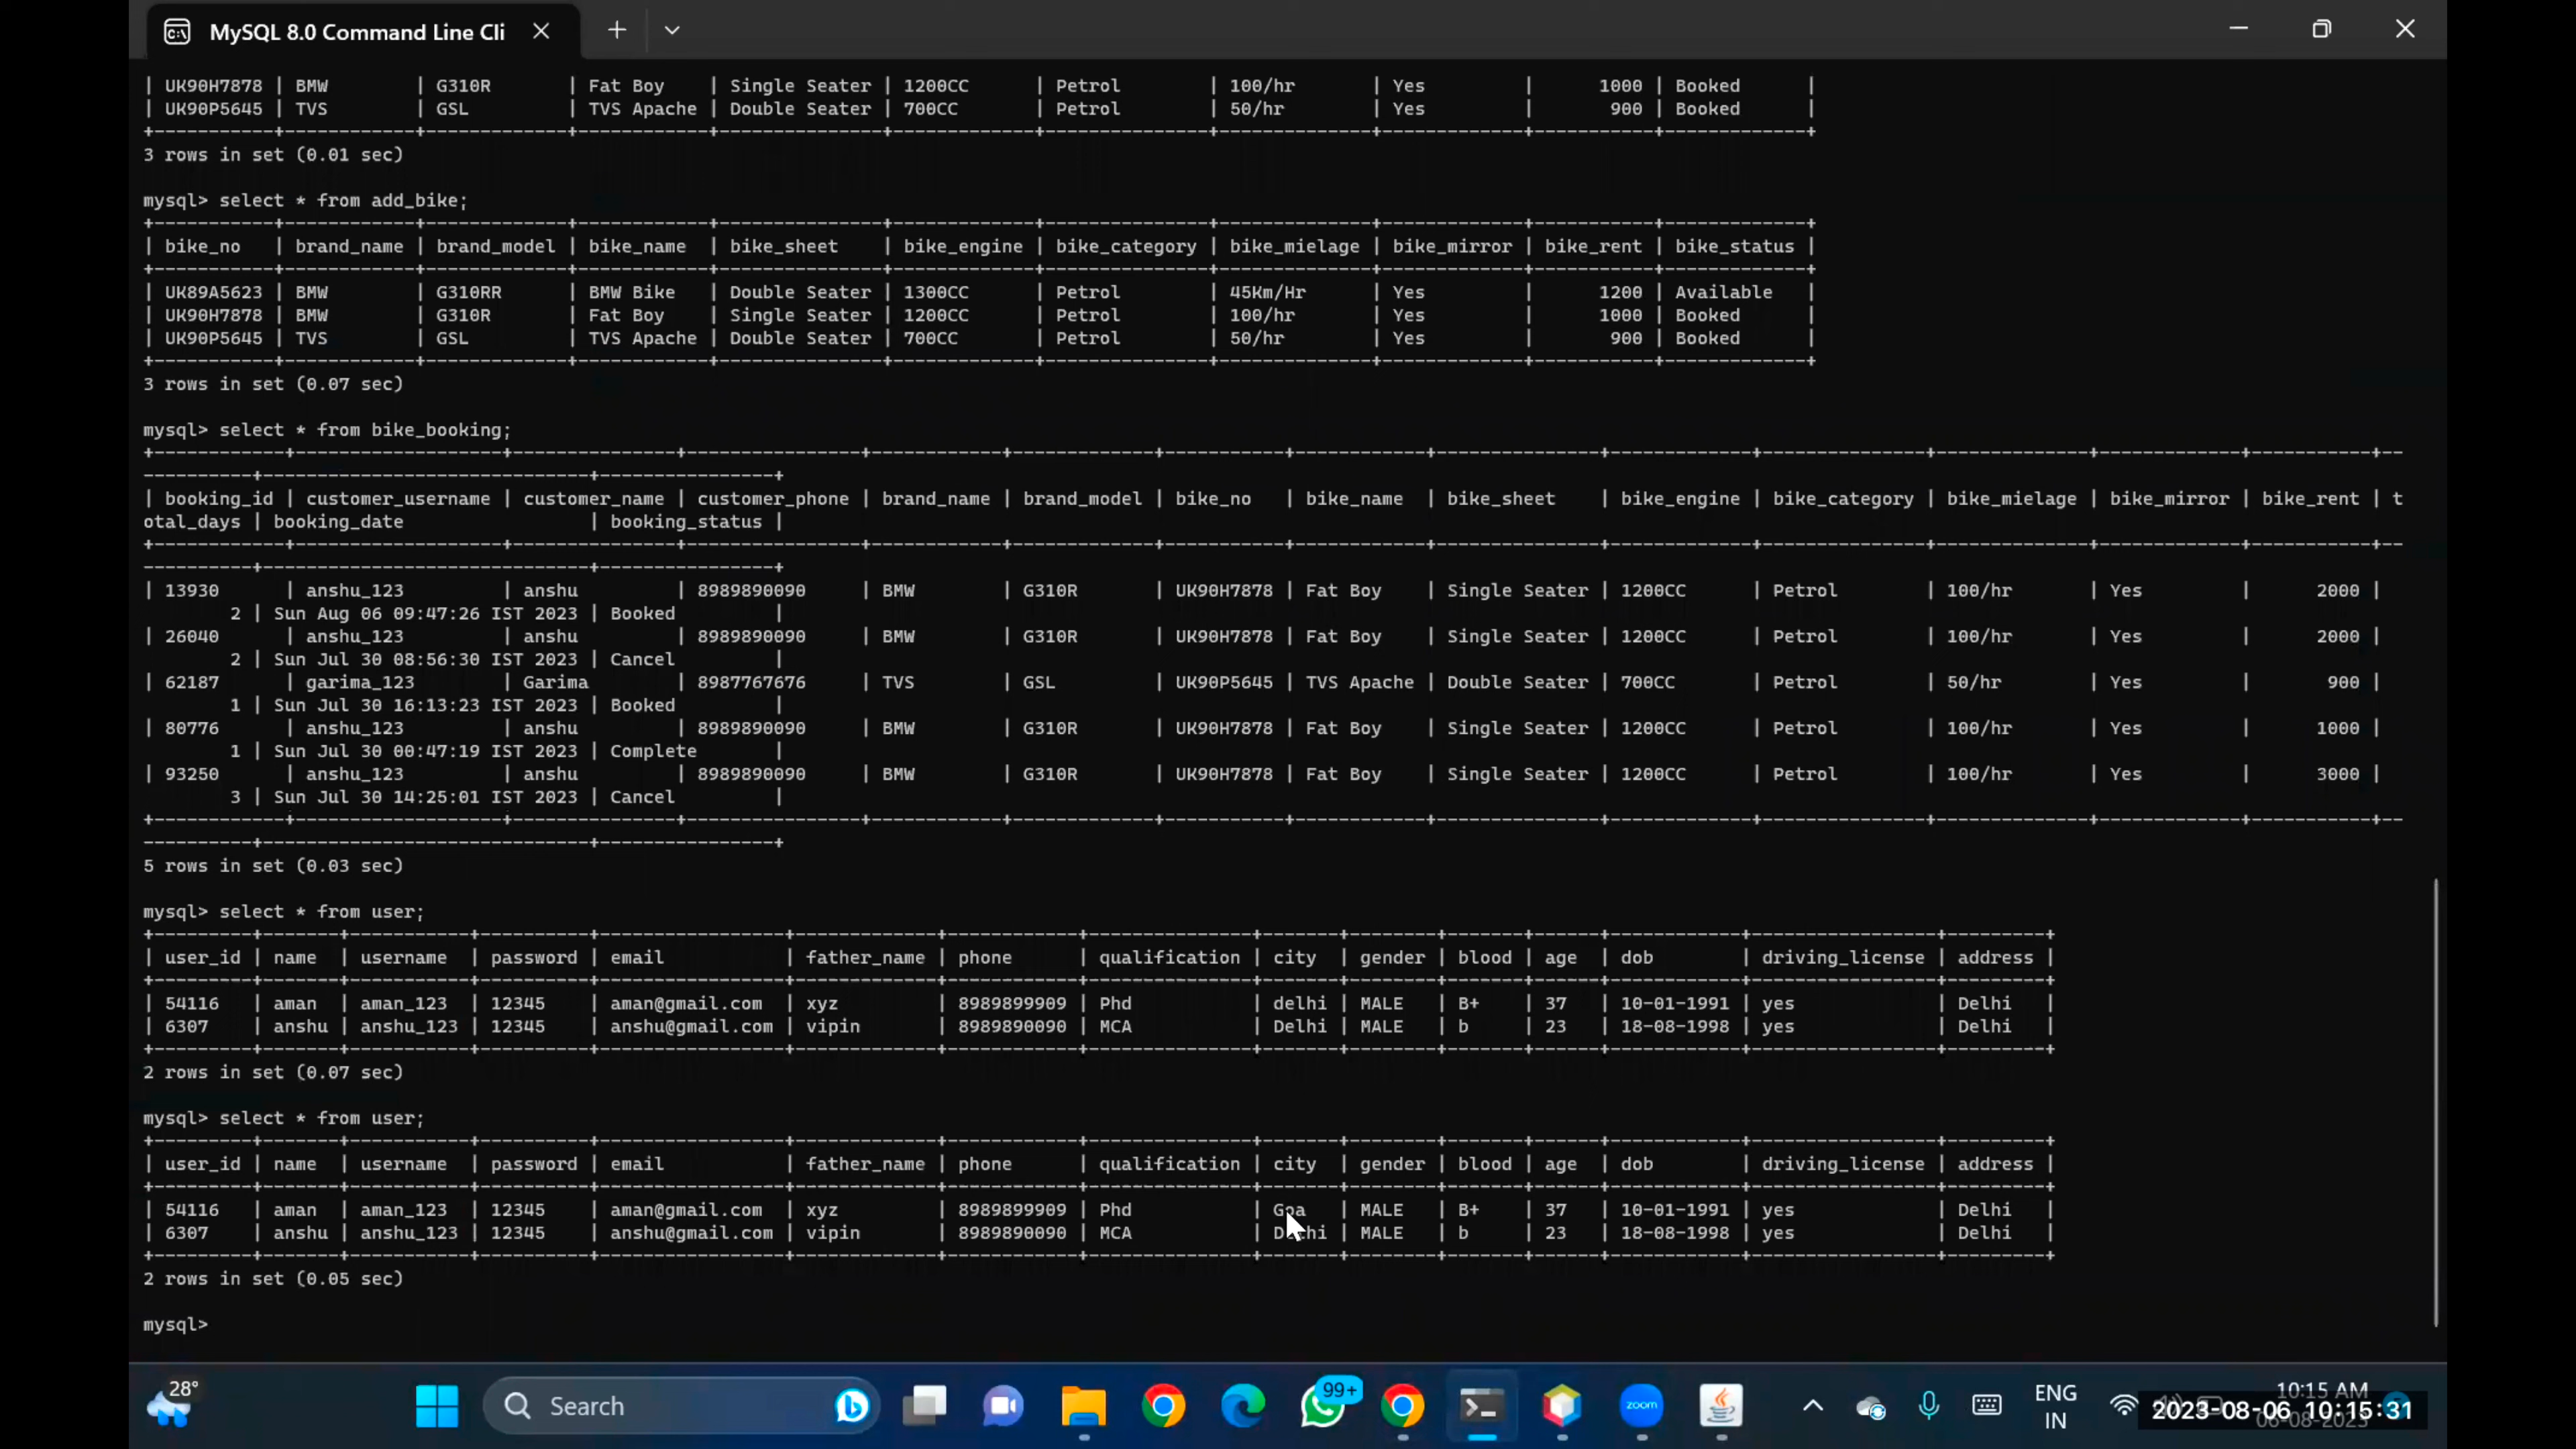 MySQL 8.0 Command Line Cli
| UK90H7878 | BMW | G310R | Fat Boy | Single Seater | 1200CC | Petrol | 100/hr | Yes | 1000 | Booked |
| UK90P5645 | TVS | GSL | TVS Apache | Double Seater | 700CC | Petrol | 50/hr | Yes | 900 | Booked |
3 rows in set (0.01 sec)
mysql> select * from add_bike;
| bike_no | brand_name | brand_model | bike_name | bike_sheet | bike_engine | bike_category | bike_mielage | bike_mirror | bike_rent | bike_status |
| UK89A5623 | BMW | G310RR | BMW Bike | Double Seater | 1300CC | Petrol | 45Km/Hr | Yes | 1200 | Available |
| UK90H7878 | BMW | G310R | Fat Boy | Single Seater | 1200CC | Petrol | 100/hr | Yes | 1000 | Booked |
| UK90P5645 | TVS | GSL | TVS Apache | Double Seater | 700CC | Petrol | 50/hr | Yes | 900 | Booked |
3 rows in set (0.07 sec)
mysql> select * from bike_booking;
| booking_id | customer_username | customer_name | customer_phone | brand_name | brand_model | bike_no | bike_name | bike_sheet | bike_engine | bike_category | bike_mielage | bike_mirror | bike_rent | t
otal_days | booking_date | booking_status |
| 13930 | anshu_123 | anshu | 8989890090 | BMW | G310R | UK90H7878 | Fat Boy | Single Seater | 1200CC | Petrol | 100/hr | Yes | 2000 |
2 | Sun Aug 06 09:47:26 IST 2023 | Booked |
| 26040 | anshu_123 | anshu | 8989890090 | BMW | G310R | UK90H7878 | Fat Boy | Single Seater | 1200CC | Petrol | 100/hr | Yes | 2000 |
2 | Sun Jul 30 08:56:30 IST 2023 | Cancel |
| 62187 | garima_123 | Garima | 8987767676 | TVS | GSL | UK90P5645 | TVS Apache | Double Seater | 700CC | Petrol | 50/hr | Yes | 900 |
1 | Sun Jul 30 16:13:23 IST 2023 | Booked |
| 80776 | anshu_123 | anshu | 8989890090 | BMW | G310R | UK90H7878 | Fat Boy | Single Seater | 1200CC | Petrol | 100/hr | Yes | 1000 |
1 | Sun Jul 30 00:47:19 IST 2023 | Complete |
| 93250 | anshu_123 | anshu | 8989890090 | BMW | G310R | UK90H7878 | Fat Boy | Single Seater | 1200CC | Petrol | 100/hr | Yes | 3000 |
3 | Sun Jul 30 14:25:01 IST 2023 | Cancel |
5 rows in set (0.03 sec)
mysql> select * from user;
| user_id | name | username | password | email | father_name | phone | qualification | city | gender | blood | age | dob | driving_license | address |
| 54116 | aman | aman_123 | 12345 | aman@gmail.com | xyz | 8989899909 | Phd | delhi | MALE | B+ | 37 | 10-01-1991 | yes | Delhi |
| 6307 | anshu | anshu_123 | 12345 | anshu@gmail.com | vipin | 8989890090 | MCA | Delhi | MALE | b | 23 | 18-08-1998 | yes | Delhi |
2 rows in set (0.07 sec)
mysql> select * from user;
| user_id | name | username | password | email | father_name | phone | qualification | city | gender | blood | age | dob | driving_license | address |
| 54116 | aman | aman_123 | 12345 | aman@gmail.com | xyz | 8989899909 | Phd | Goa | MALE | B+ | 37 | 10-01-1991 | yes | Delhi |
| 6307 | anshu | anshu_123 | 12345 | anshu@gmail.com | vipin | 8989890090 | MCA | Delhi | MALE | b | 23 | 18-08-1998 | yes | Delhi |
2 rows in set (0.05 sec)
mysql>
28°
Search
99+
zoom
ENG
IN
10:15 AM
06-08-2023
2023-08-06 10:15:31